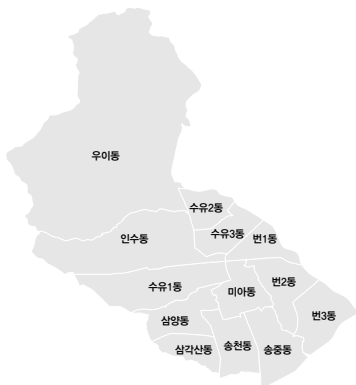 우이동
수유2동
수유3동
번1동
인수동
번2동
수유1동
미아동
번3동
삼양동
송천동
삼각산동
송중동